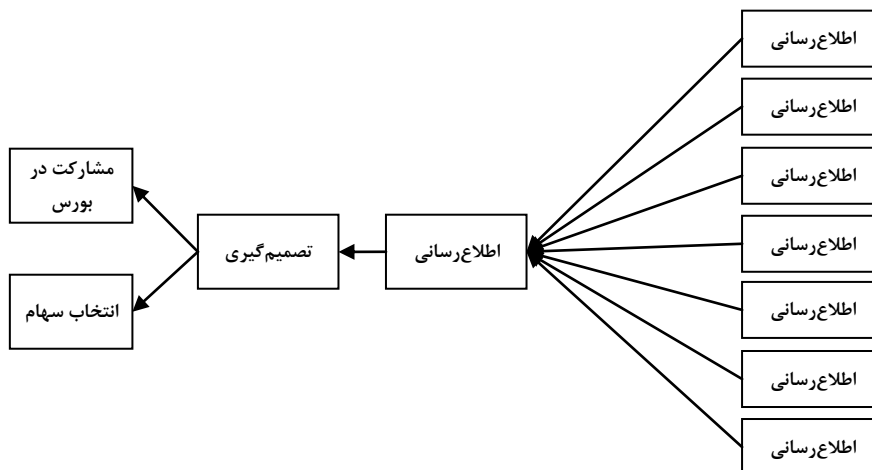 اطلاع‌رسانی
اطلاع‌رسانی
اطلاع‌رسانی
اطلاع‌رسانی
اطلاع‌رسانی
اطلاع‌رسانی
اطلاع‌رسانی
اطلاع‌رسانی
تصمیم‌گیری
مشارکت در
بورس
انتخاب سهام